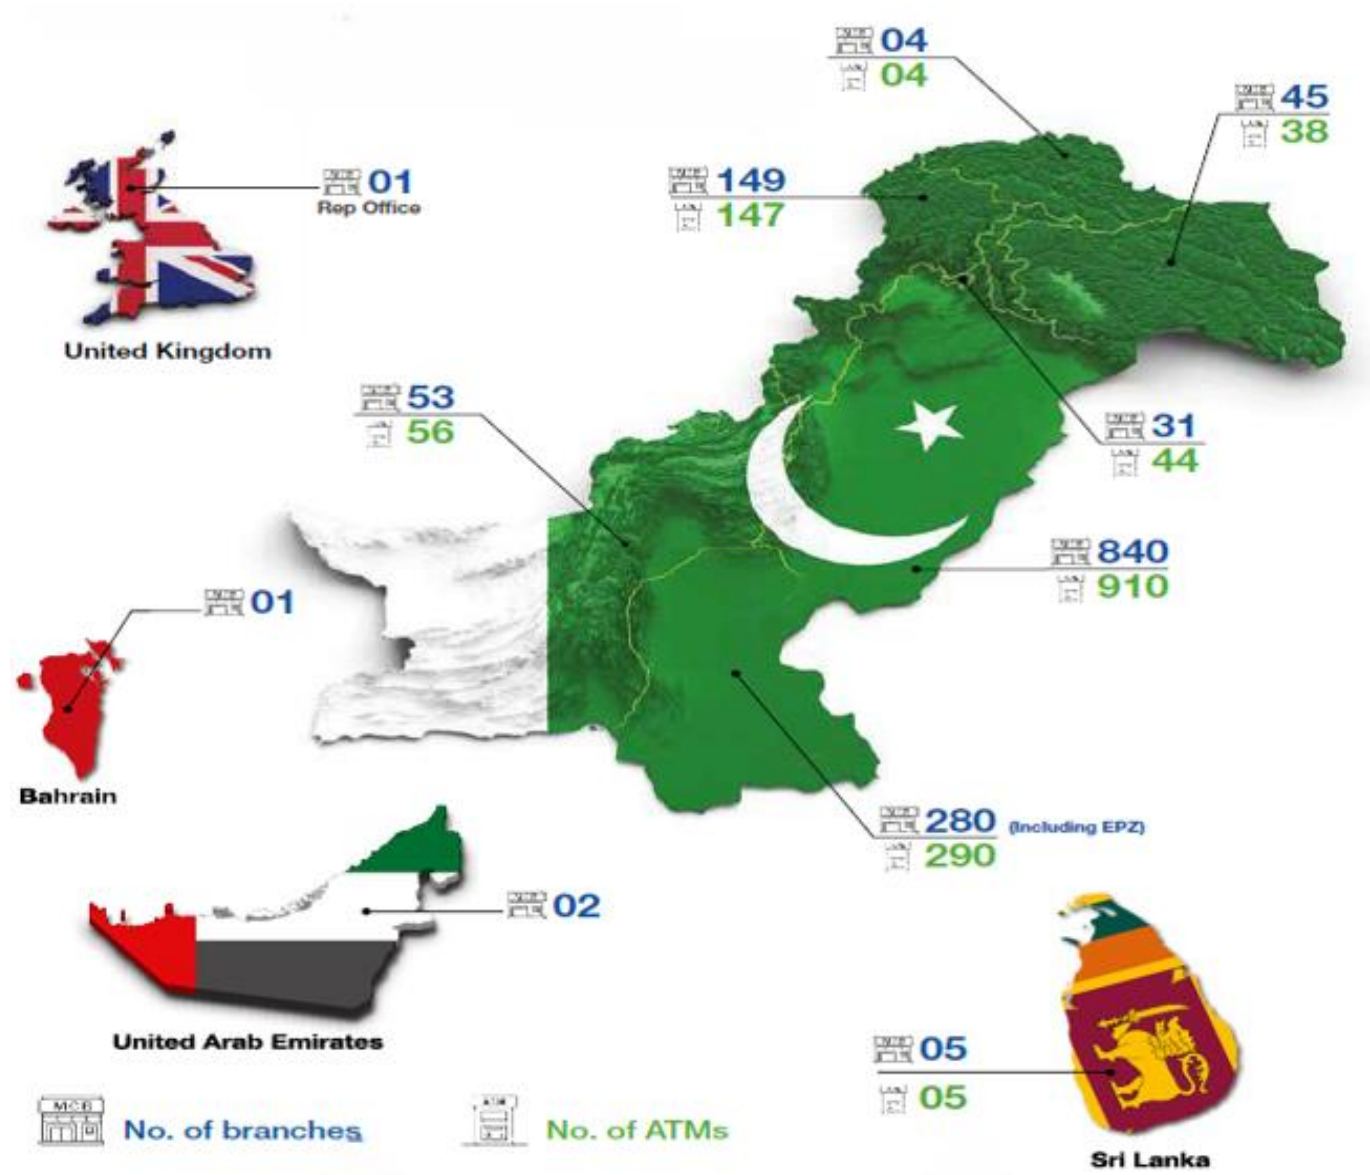 04
04
45
38
149
147
01
Rep Office
United Kingdom
53
56
31
44
840
910
01
Bahrain
280 (Including EPZ)
290
02
United Arab Emirates
05
05
Sri Lanka
MCB
No. of branches
ATM
No. of ATMs